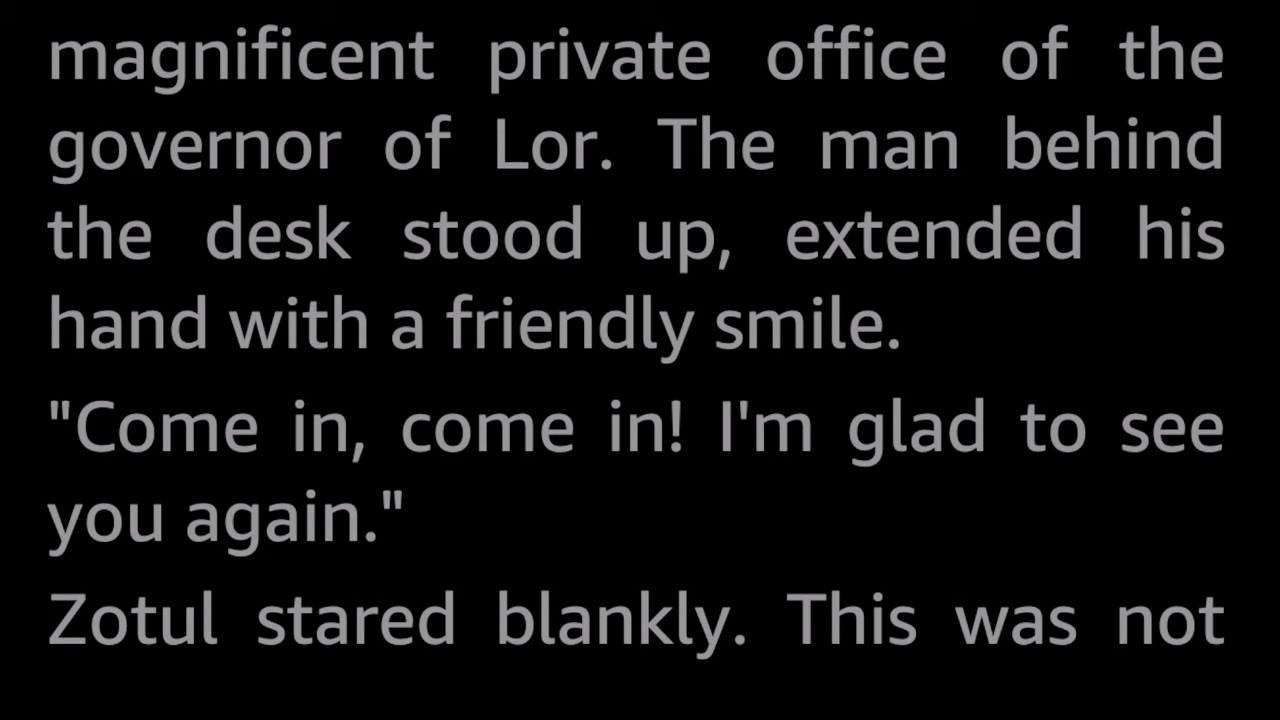 magnificent private office of the
governor of Lor. The man behind
the desk stood up, extended his
hand with a friendly smile.
"Come in, come in! I'm glad to see
you again."
Zotul stared blankly. This was not